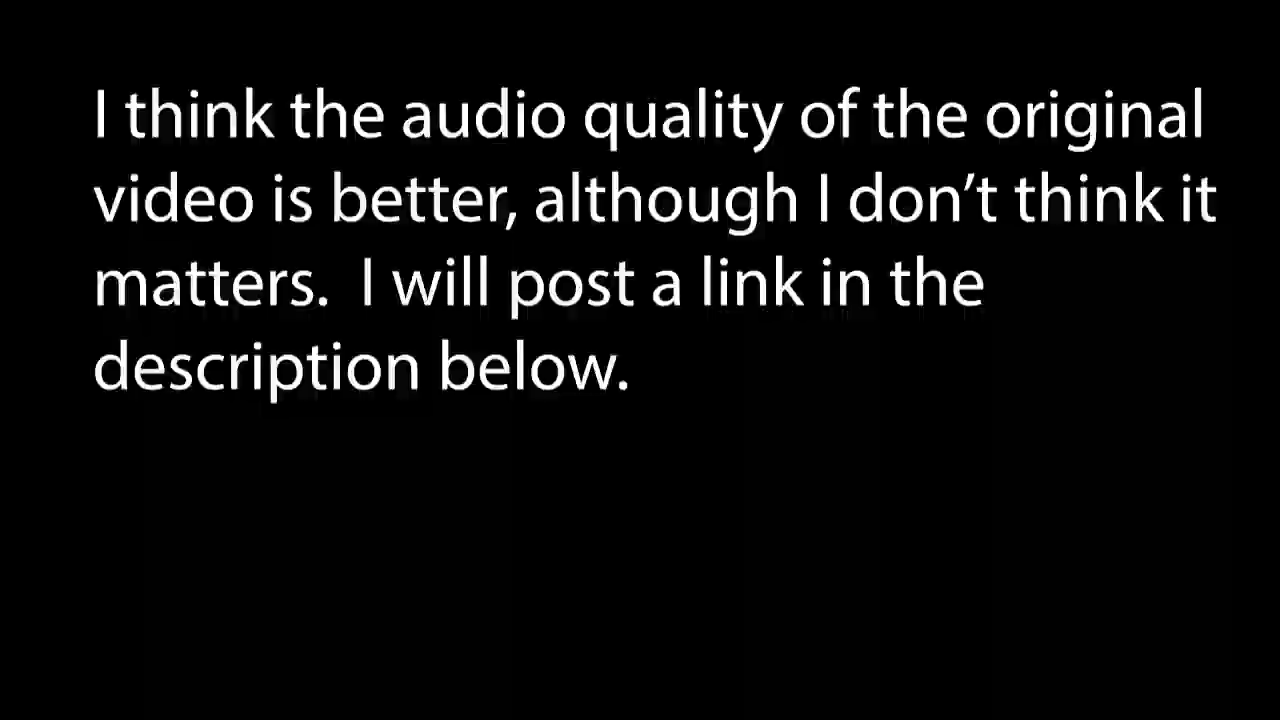 I think the audio quality of the original
video is better, although I don’t think it
matters.  I will post a link in the
description below.